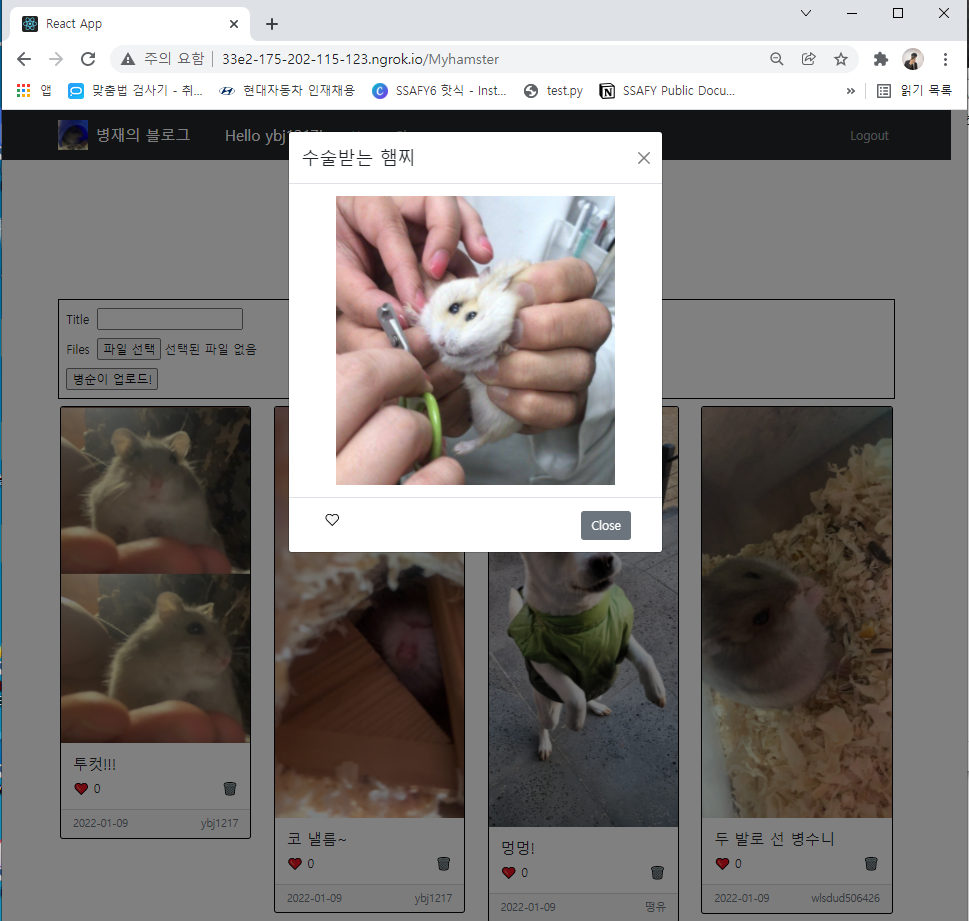 React App
주의 요함 33e2-175-202-115-123.ngrok.io/Myhamster
앱 맞춤법 검사기 - 취... 현대자동차 인재채용 SSAFY6 핫식 - Inst... test.py SSAFY Public Docu... » 읽기 목록
병재의 블로그 Hello Logout
수술받는 햄찌
Title
Files 파일 선택 선택된 파일 없음
병순이 업로드!
Close
투컷!!!
0
2022-01-09 ybj1217
코 낼름~
0
2022-01-09 ybj1217
멍멍!
0
2022-01-09 떵유
두 발로 선 병수니
0
2022-01-09 wlsdud506426